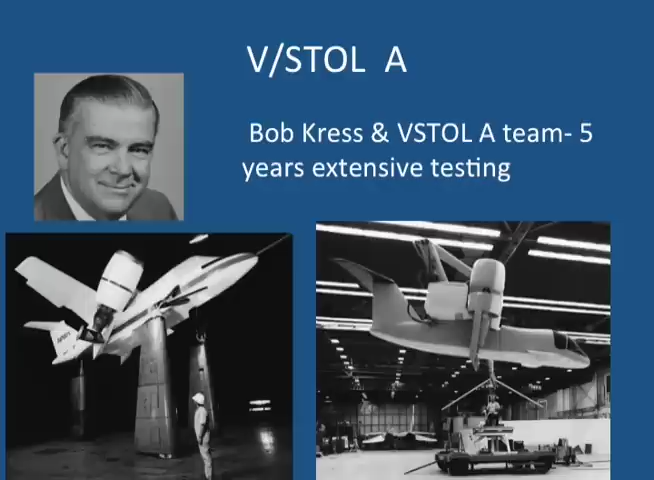 V/STOL A
Bob Kress & VSTOL A team- 5
years extensive testing